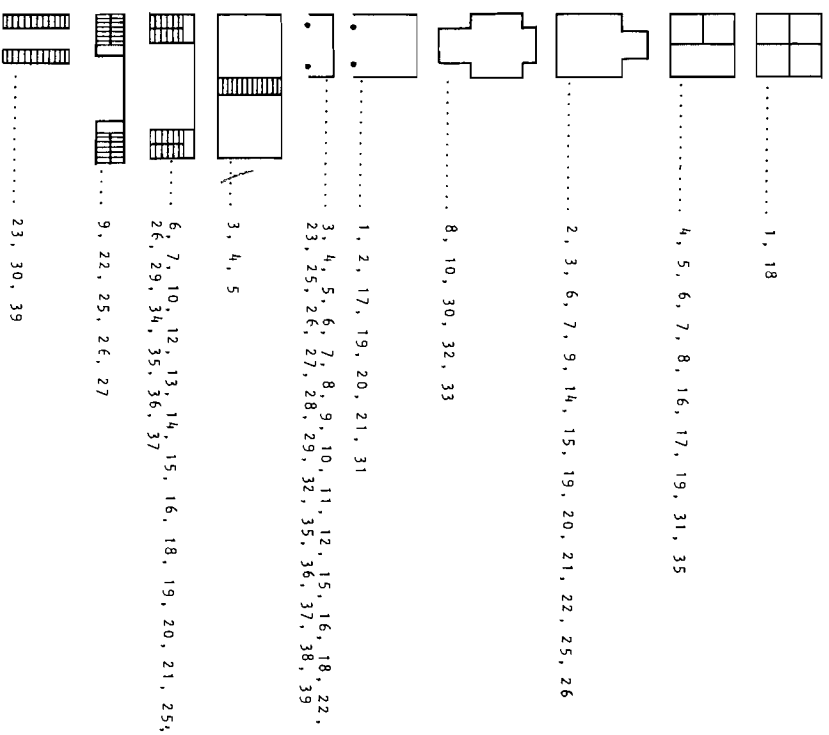 1, 18
4, 5, 6, 7, 8, 16, 17, 19, 31, 35
2, 3, 6, 7, 9, 14, 15, 19, 20, 21, 22, 25, 26
8, 10, 30, 32, 33
1, 2, 17, 19, 20, 21, 31
3, 4, 5, 6, 7, 8, 9, 10, 11, 12, 15, 16, 18, 22,
23, 25, 26, 27, 28, 29, 32, 35, 36, 37, 38, 39
3, 4, 5
6, 7, 10, 12, 13, 14, 15, 16, 18, 19, 20, 21, 25,
26, 29, 34, 35, 36, 37
9, 22, 25, 26, 27
23, 30, 39